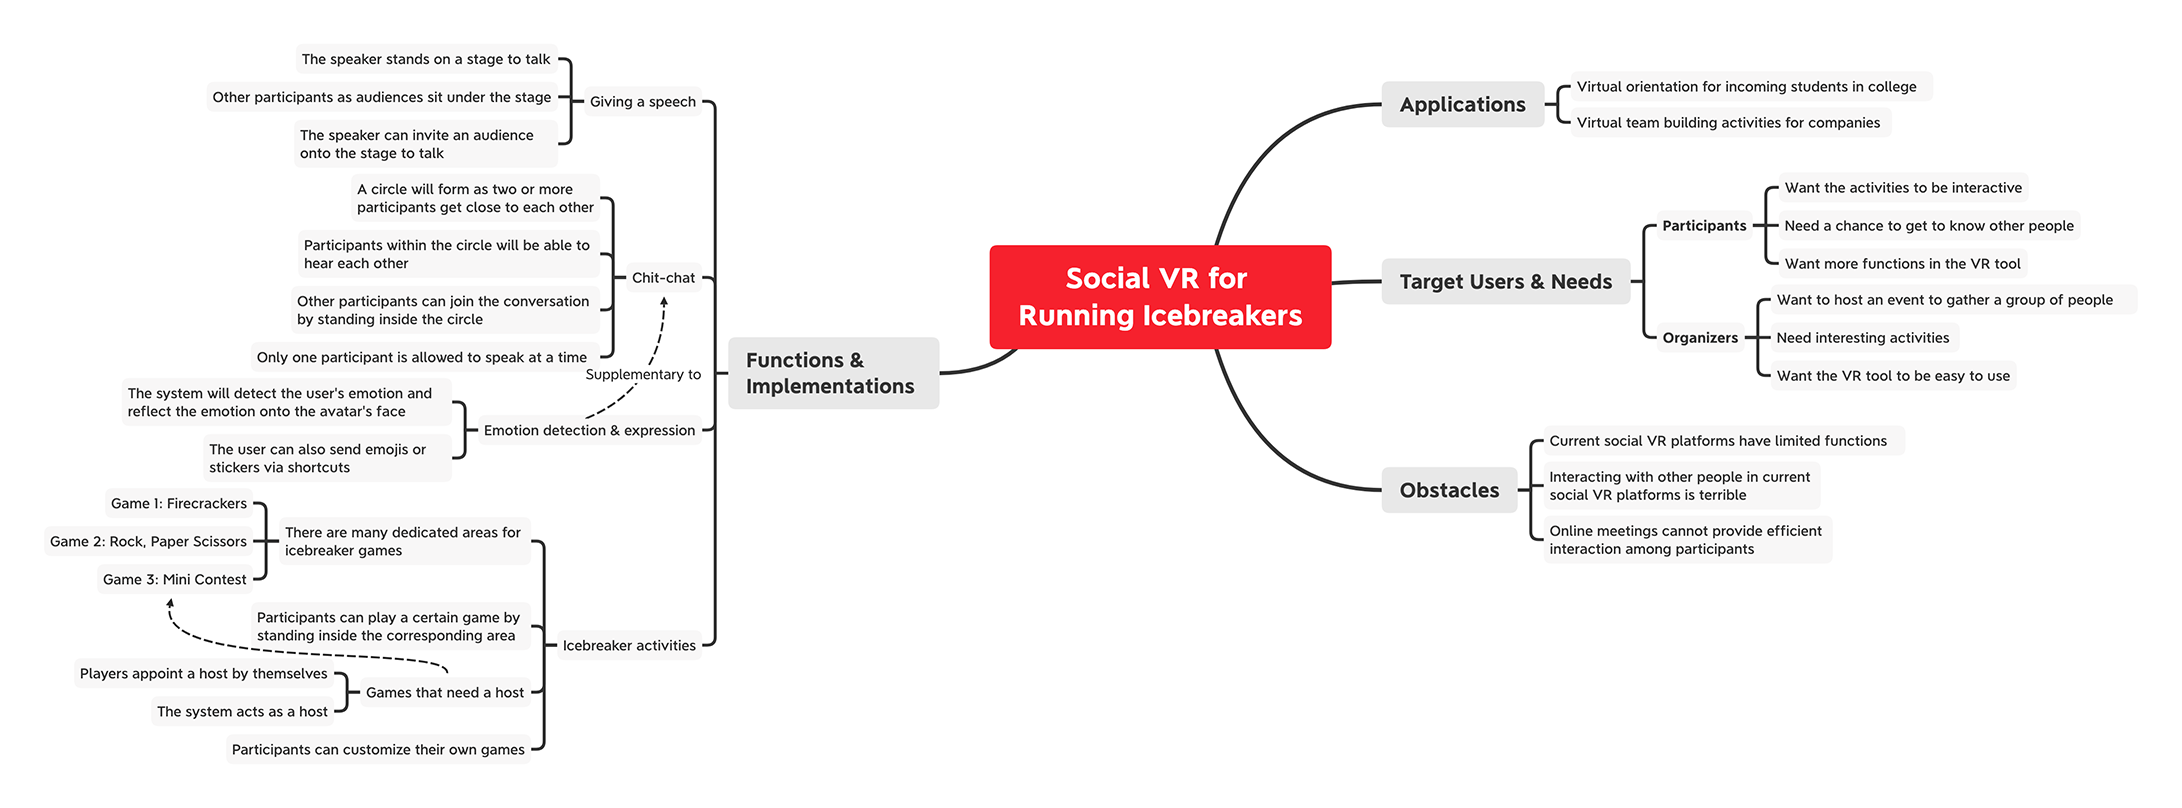 Social VR for
Running Icebreakers
Applications
Virtual orientation for incoming students in college
Virtual team building activities for companies
Target Users & Needs
Participants
Want the activities to be interactive
Need a chance to get to know other people
Want more functions in the VR tool
Organizers
Want to host an event to gather a group of people
Need interesting activities
Want the VR tool to be easy to use
Obstacles
Current social VR platforms have limited functions
Interacting with other people in current
social VR platforms is terrible
Online meetings cannot provide efficient
interaction among participants
Functions &
Implementations
Giving a speech
The speaker stands on a stage to talk
Other participants as audiences sit under the stage
The speaker can invite an audience
onto the stage to talk
Chit-chat
A circle will form as two or more
participants get close to each other
Participants within the circle will be able to
hear each other
Other participants can join the conversation
by standing inside the circle
Only one participant is allowed to speak at a time
Supplementary to
Emotion detection & expression
The system will detect the user's emotion and
reflect the emotion onto the avatar's face
The user can also send emojis or
stickers via shortcuts
Icebreaker activities
There are many dedicated areas for
icebreaker games
Game 1: Firecrackers
Game 2: Rock, Paper Scissors
Game 3: Mini Contest
Participants can play a certain game by
standing inside the corresponding area
Games that need a host
Players appoint a host by themselves
The system acts as a host
Participants can customize their own games